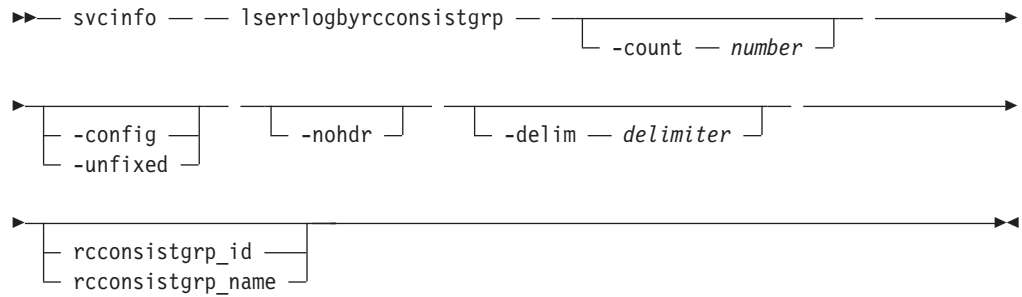 svcinfo lserrlogbyrcconsistgrp
-count number
-config -nohdr -delim delimiter
-unfixed
rcconsistgrp_id
rcconsistgrp_name